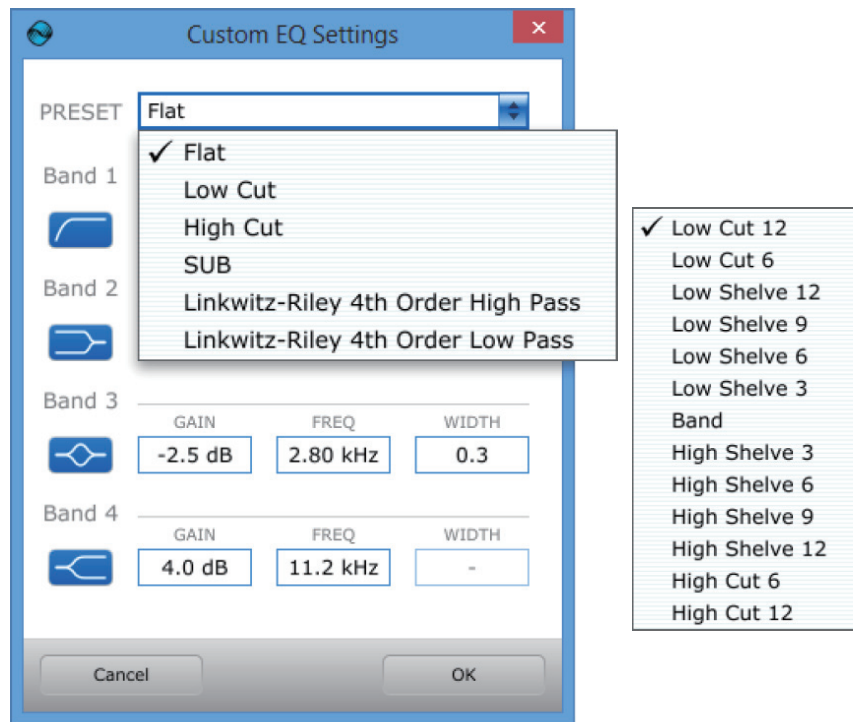 Custom EQ Settings
PRESET Flat
✓ Flat
Low Cut
High Cut
SUB
Linkwitz-Riley 4th Order High Pass
Linkwitz-Riley 4th Order Low Pass
Band 1
Band 2
Band 3
GAIN FREQ WIDTH
-2.5 dB 2.80 kHz 0.3
Band 4
GAIN FREQ WIDTH
4.0 dB 11.2 kHz -
Cancel OK
✓ Low Cut 12
Low Cut 6
Low Shelve 12
Low Shelve 9
Low Shelve 6
Low Shelve 3
Band
High Shelve 3
High Shelve 6
High Shelve 9
High Shelve 12
High Cut 6
High Cut 12